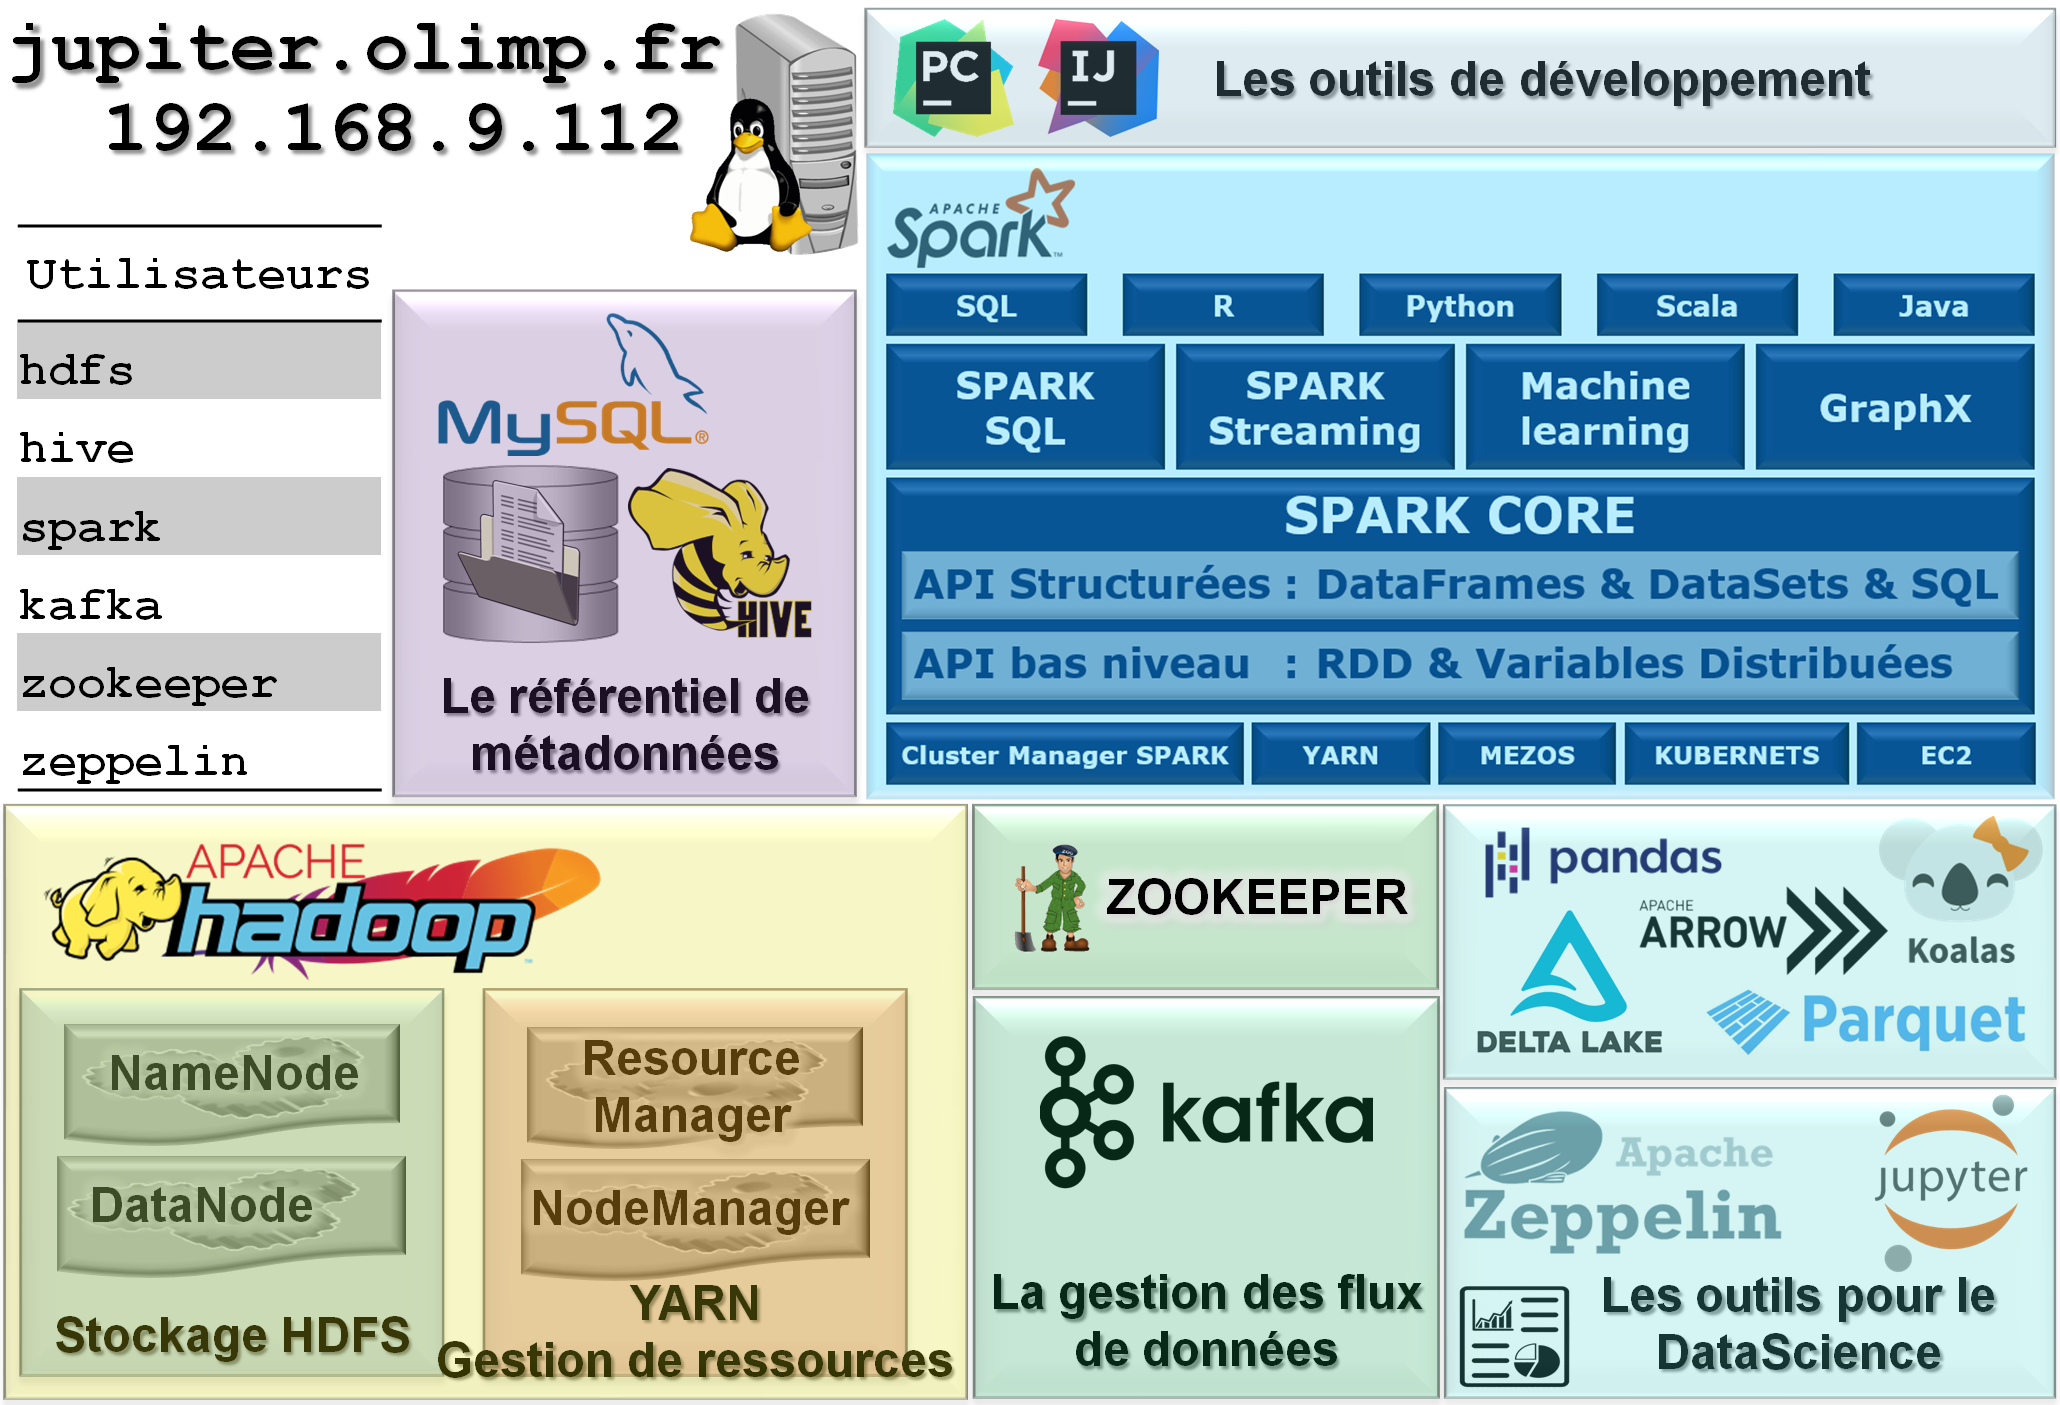 jupiter.olimp.fr
192.168.9.112
Utilisateurs
hdfs
hive
spark
kafka
zookeeper
zeppelin
MySQL®
HIVE
Le référentiel de
métadonnées
PC
IJ
Les outils de développement
APACHE
Spark™
SQL
R
Python
Scala
Java
SPARK
SQL
SPARK
Streaming
Machine
learning
GraphX
SPARK CORE
API Structurées : DataFrames & DataSets & SQL
API bas niveau : RDD & Variables Distribuées
Cluster Manager SPARK
YARN
MEZOS
KUBERNETS
EC2
APACHE
hadoop™
NameNode
DataNode
Stockage HDFS
Resource
Manager
NodeManager
YARN
Gestion de ressources
ZOO
ZOOKEEPER
kafka
La gestion des flux
de données
pandas
APACHE
ARROW
Koalas
DELTA LAKE
Parquet
Apache
Zeppelin
jupyter
Les outils pour le
DataScience